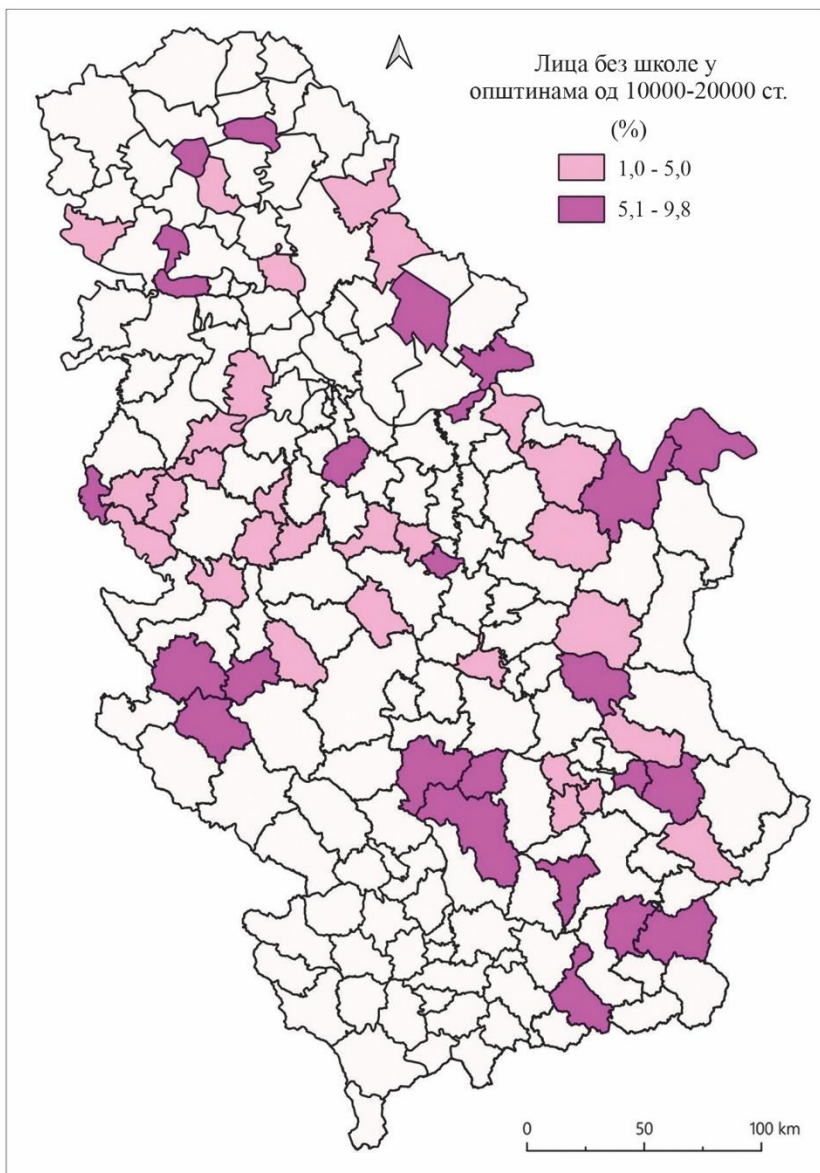 Лица без школе у
општинама од 10000-20000 ст.
(%)
1,0 - 5,0
5,1 - 9,8
0 50 100 km